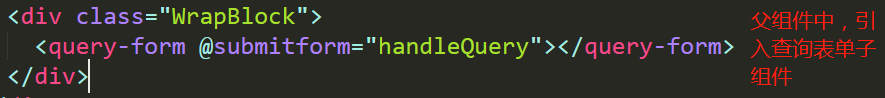 <div class="WrapBlock">
  <query-form @submitform="handleQuery"></query-form>
</div>
父组件中，引
入查询表单子
组件